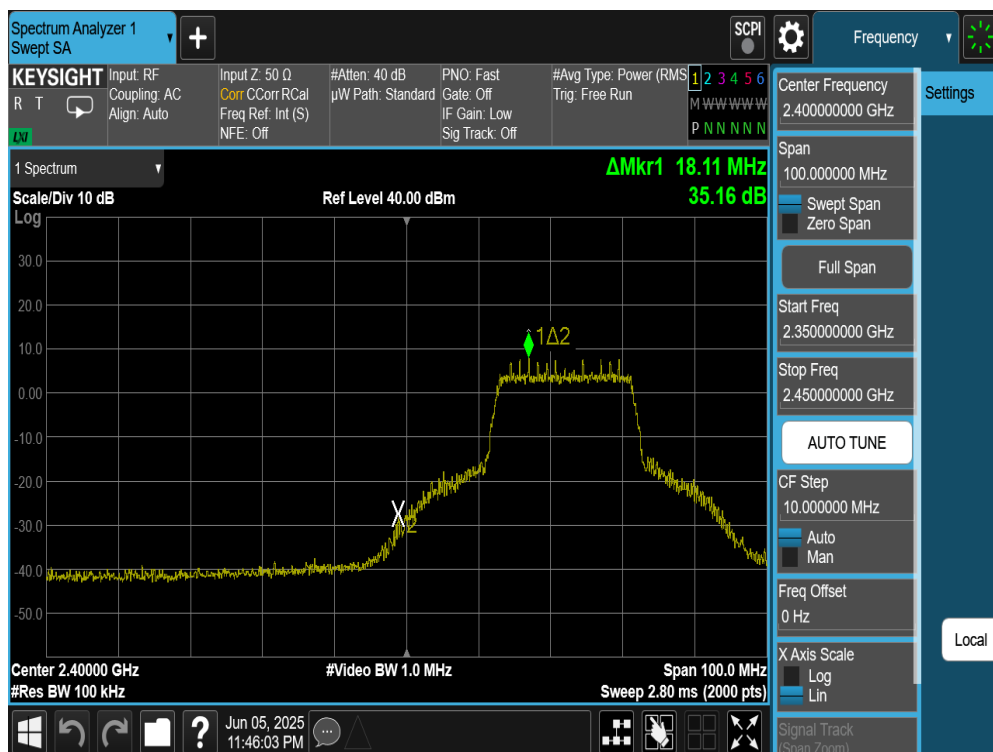 Spectrum Analyzer 1
Swept SA
+
SCPI
Frequency
KEYSIGHT
R T
LXI
Input: RF
Coupling: AC
Align: Auto
Input Z: 50 Ω
Corr CCorr RCal
Freq Ref: Int (S)
NFE: Off
#Atten: 40 dB
µW Path: Standard
PNO: Fast
Gate: Off
IF Gain: Low
Sig Track: Off
#Avg Type: Power (RMS
Trig: Free Run
1 2 3 4 5 6
M W W W W W
P N N N N N
1 Spectrum
ΔMkr1 18.11 MHz
35.16 dB
Scale/Div 10 dB
Ref Level 40.00 dBm
Log
30.0
20.0
10.0
0.00
-10.0
-20.0
-30.0
-40.0
-50.0
1Δ2
X
2
Center 2.40000 GHz
#Video BW 1.0 MHz
Span 100.0 MHz
#Res BW 100 kHz
Sweep 2.80 ms (2000 pts)
?
Jun 05, 2025
11:46:03 PM
Center Frequency
2.400000000 GHz
Span
100.000000 MHz
Swept Span
Zero Span
Full Span
Start Freq
2.350000000 GHz
Stop Freq
2.450000000 GHz
AUTO TUNE
CF Step
10.000000 MHz
Auto
Man
Freq Offset
0 Hz
X Axis Scale
Log
Lin
Signal Track
(Span Zoom)
Settings
Local